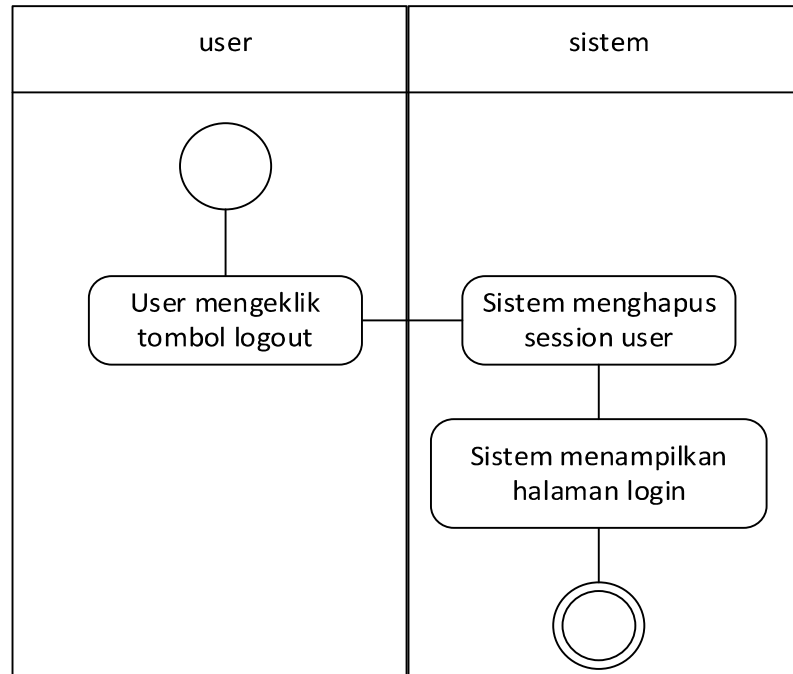 user
sistem
User mengeklik
tombol logout
Sistem menghapus
session user
Sistem menampilkan
halaman login